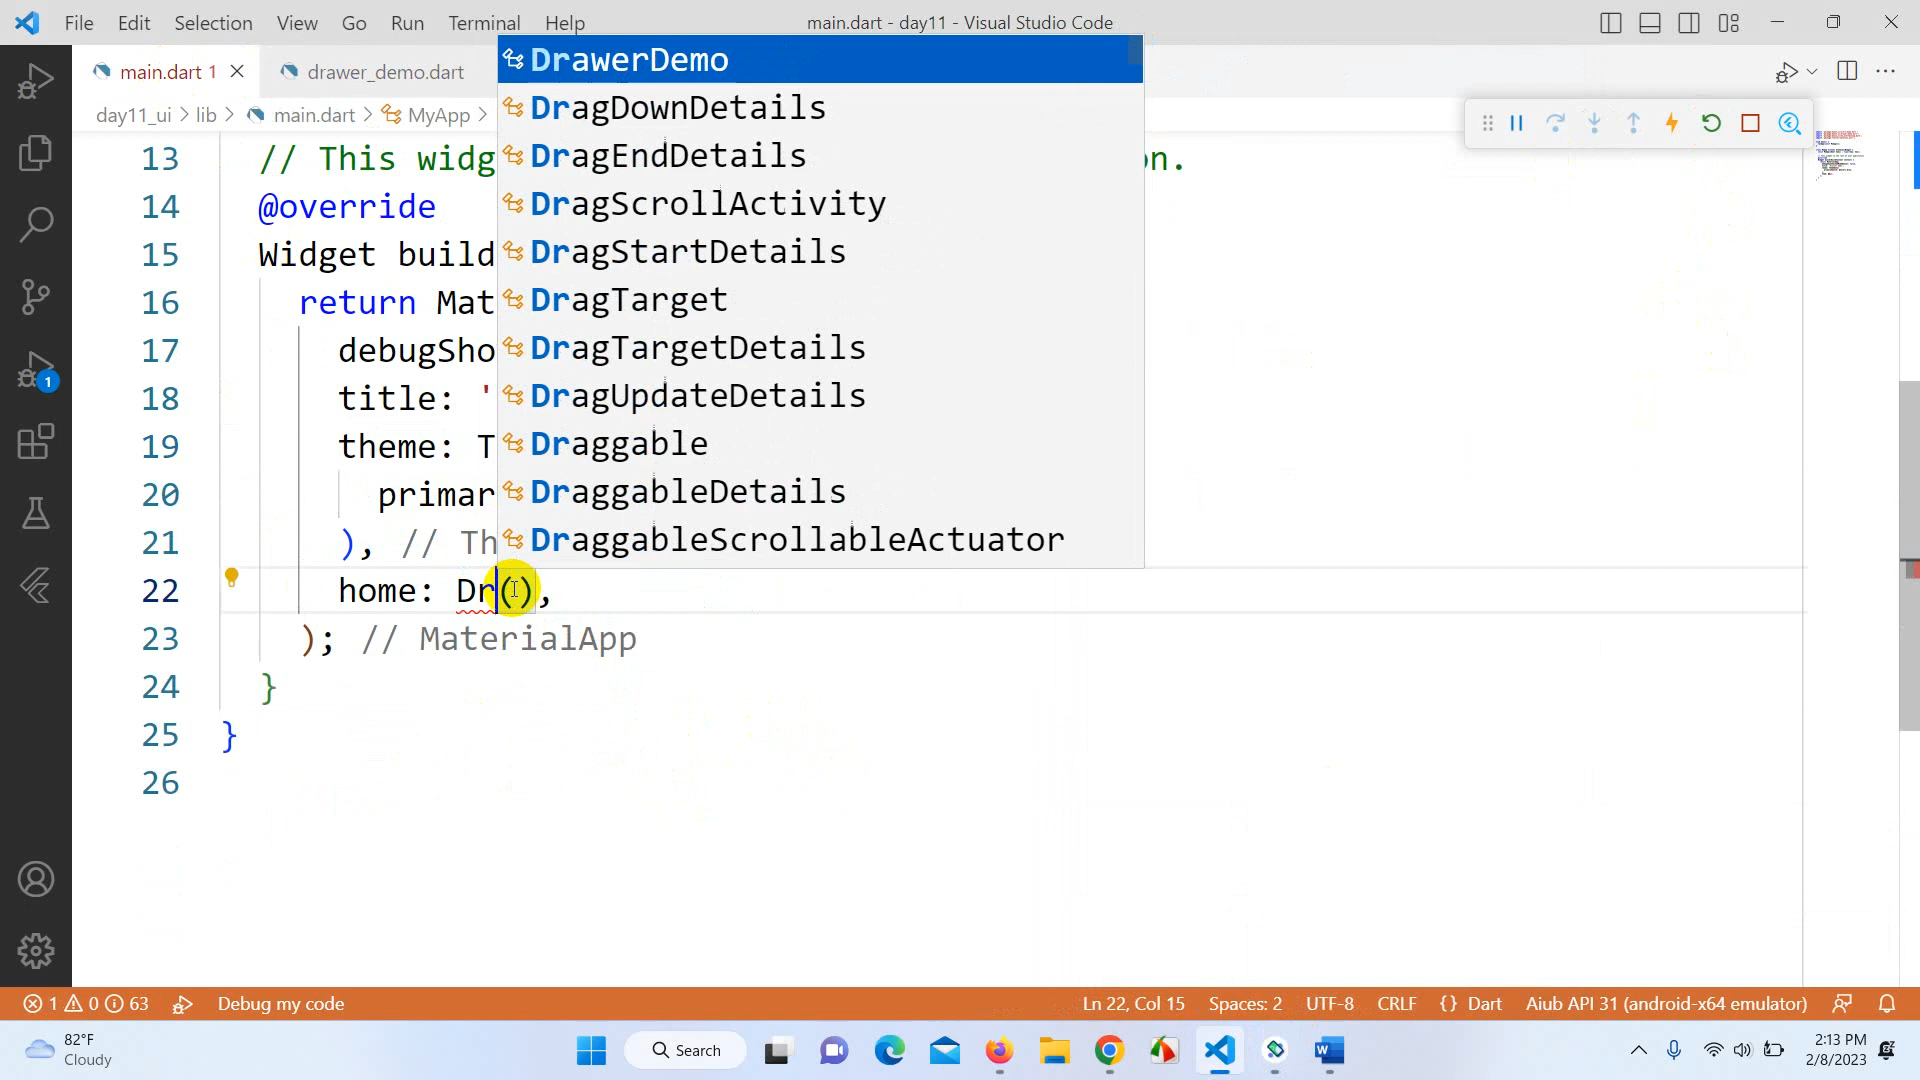 File Edit Selection View Go Run Terminal Help
main.dart - day11 - Visual Studio Code
main.dart 1
drawer_demo.dart
day11_ui > lib > main.dart > MyApp >
DrawerDemo
DragDownDetails
DragEndDetails
DragScrollActivity
DragStartDetails
DragTarget
DragTargetDetails
DragUpdateDetails
Draggable
DraggableDetails
DraggableScrollableActuator
13 // This widg on.
14 @override
15 Widget build
16 return Mat
17 debugSho
18 title: '
19 theme: T
20 primar
21 ), // Th
22 home: Dr(),
23 ); // MaterialApp
24 }
25 }
26
1
1 0 63 Debug my code
Ln 22, Col 15 Spaces: 2 UTF-8 CRLF {} Dart Aiub API 31 (android-x64 emulator)
82°F
Cloudy
Search
2:13 PM
2/8/2023